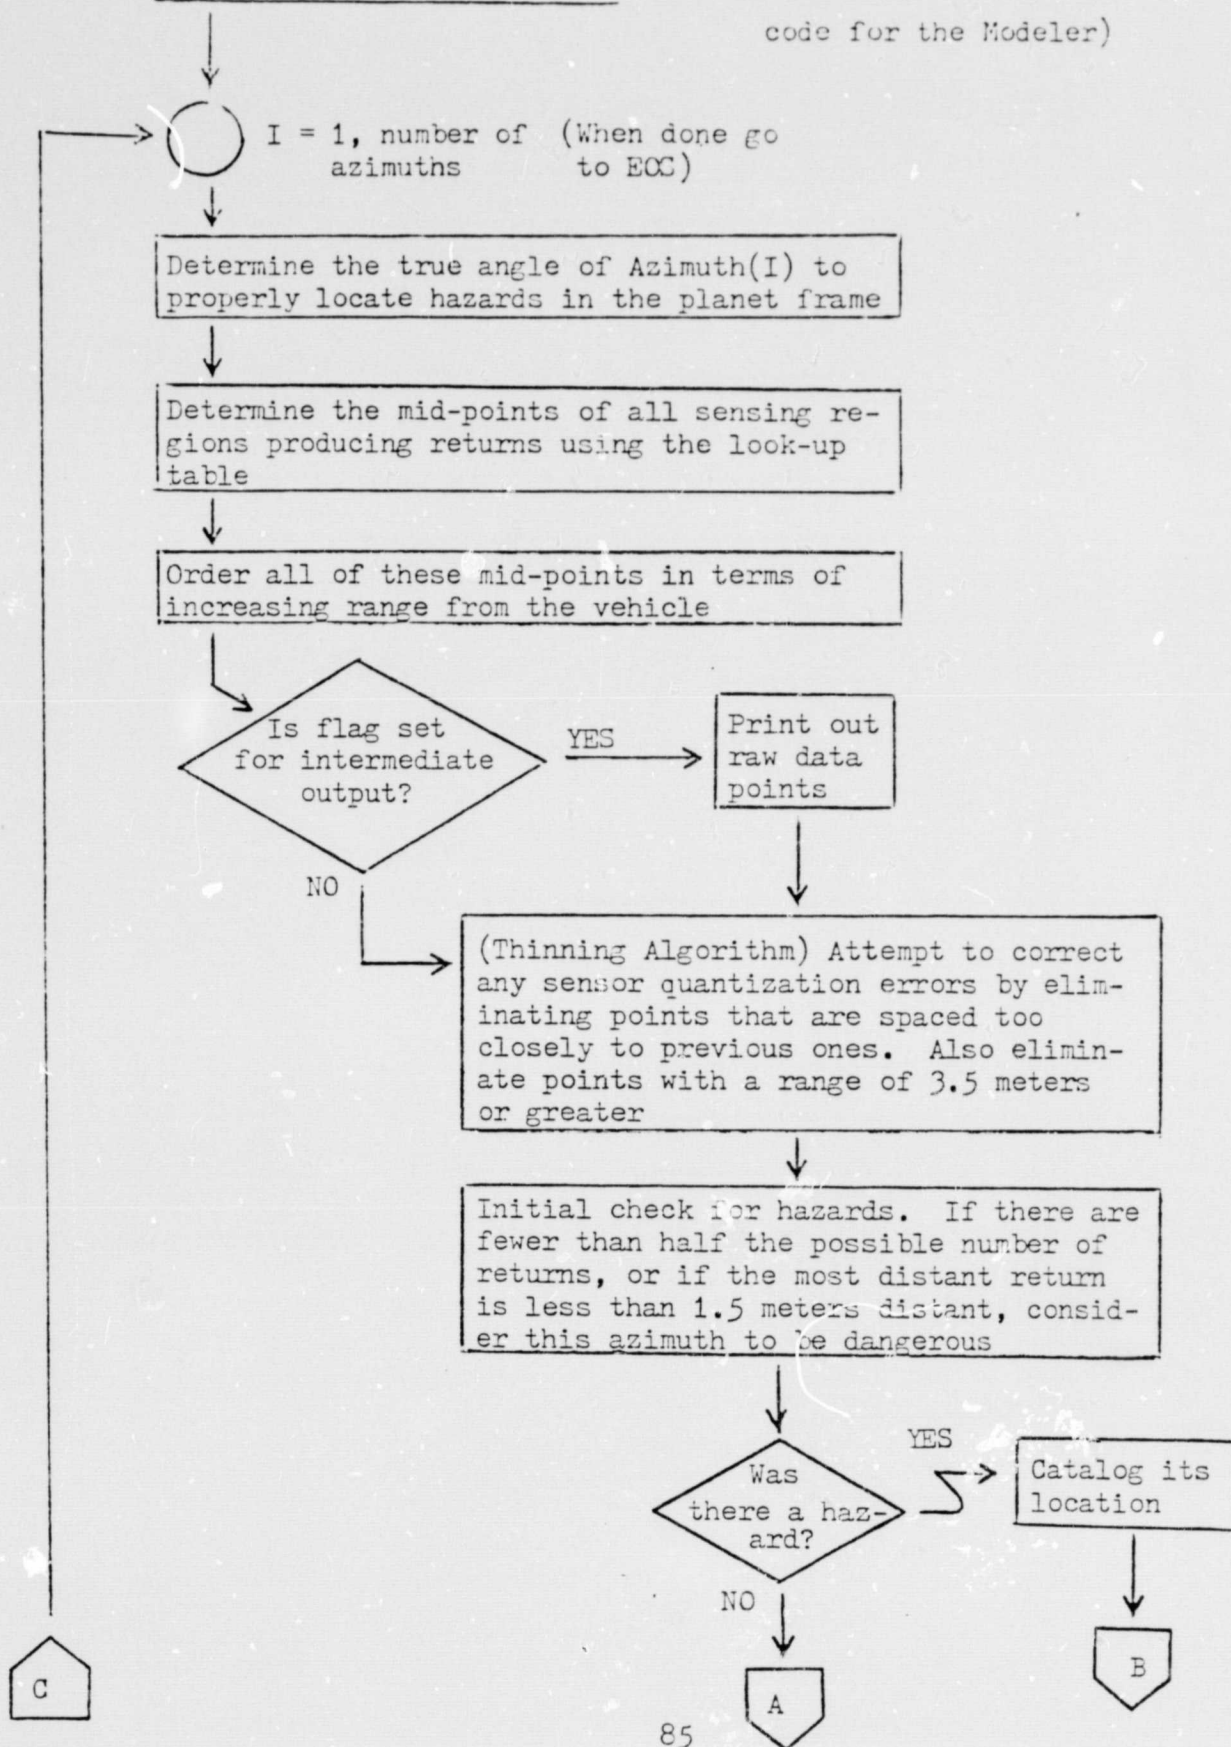 code for the Modeler)
I = 1, number of (When done go
azimuths to EOC)
Determine the true angle of Azimuth(I) to
properly locate hazards in the planet frame
Determine the mid-points of all sensing re-
gions producing returns using the look-up
table
Order all of these mid-points in terms of
increasing range from the vehicle
Is flag set
for intermediate
output?
YES
Print out
raw data
points
NO
(Thinning Algorithm) Attempt to correct
any sensor quantization errors by elim-
inating points that are spaced too
closely to previous ones. Also elimin-
ate points with a range of 3.5 meters
or greater
Initial check for hazards. If there are
fewer than half the possible number of
returns, or if the most distant return
is less than 1.5 meters distant, consid-
er this azimuth to be dangerous
Was
there a haz-
ard?
YES
Catalog its
location
NO
C
A
B
85